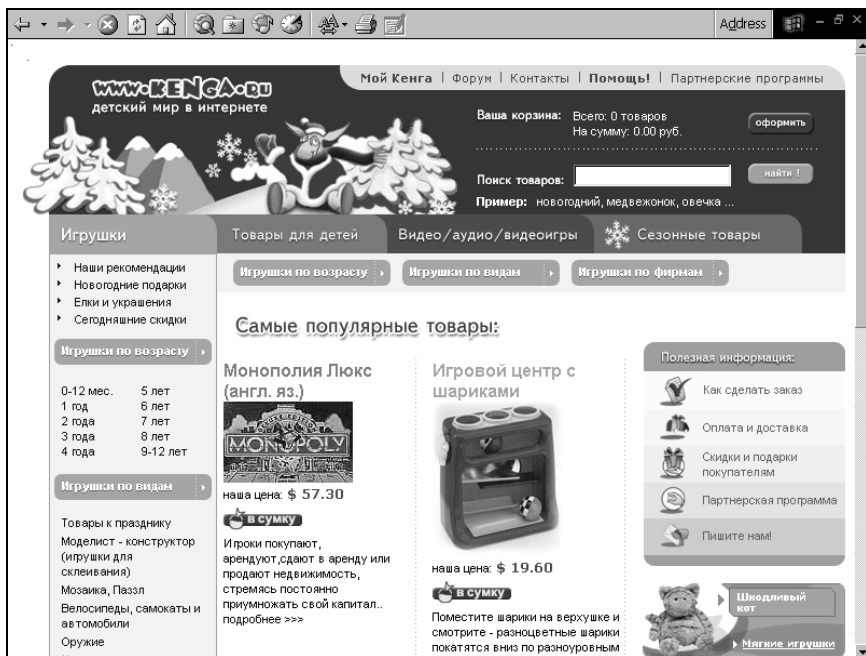 Address
WWW.KENGA.RU
детский мир в интернете
Мой Кенга | Форум | Контакты | Помощь! | Партнерские программы
Ваша корзина: Всего: 0 товаров
На сумму: 0.00 руб.
оформить
Поиск товаров:
найти !
Пример: новогодний, медвежонок, овечка ...
Игрушки
Товары для детей
Видео/аудио/видеоигры
Сезонные товары
Наши рекомендации
Новогодние подарки
Елки и украшения
Сегодняшние скидки
Игрушки по возрасту
0-12 мес. 5 лет
1 год 6 лет
2 года 7 лет
3 года 8 лет
4 года 9-12 лет
Игрушки по видам
Товары к празднику
Моделист - конструктор
(игрушки для
склеивания)
Мозаика, Паззл
Велосипеды, самокаты и
автомобили
Оружие
Игрушки по возрасту
Игрушки по видам
Игрушки по фирмам
Самые популярные товары:
Монополия Люкс
(англ. яз.)
MONOPOLY
наша цена: $ 57.30
в сумку
Игроки покупают,
арендуют,сдают в аренду или
продают недвижимость,
стремясь постоянно
приумножать свой капитал..
подробнее >>>
Игровой центр с
шариками
наша цена: $ 19.60
в сумку
Поместите шарики на верхушке и
смотрите - разноцветные шарики
покатятся вниз по разноуровным
Полезная информация:
Как сделать заказ
Оплата и доставка
Скидки и подарки
покупателям
Партнерская программа
Пишите нам!
Шкодливый
кот
Мягкие игрушки